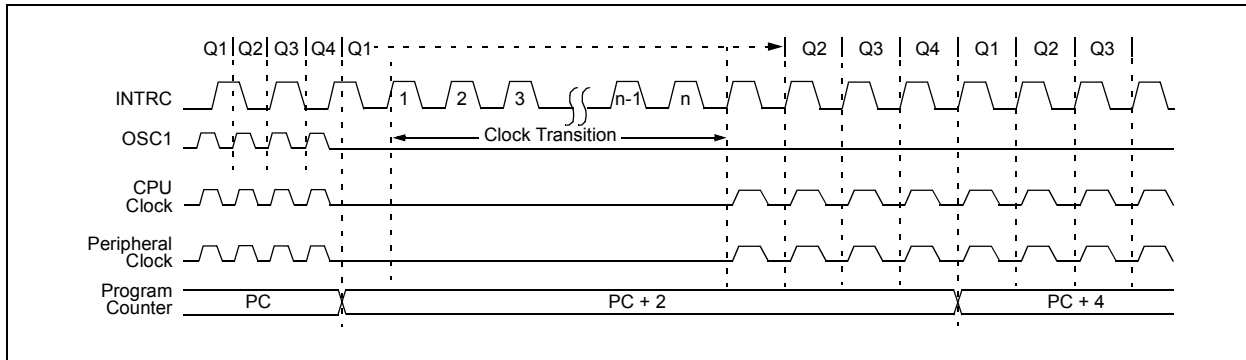 Q1 Q2 Q3 Q4 Q1 Q2 Q3 Q4 Q1 Q2 Q3
INTRC 1 2 3 n-1 n
OSC1 Clock Transition
CPU
Clock
Peripheral
Clock
Program
Counter PC PC + 2 PC + 4